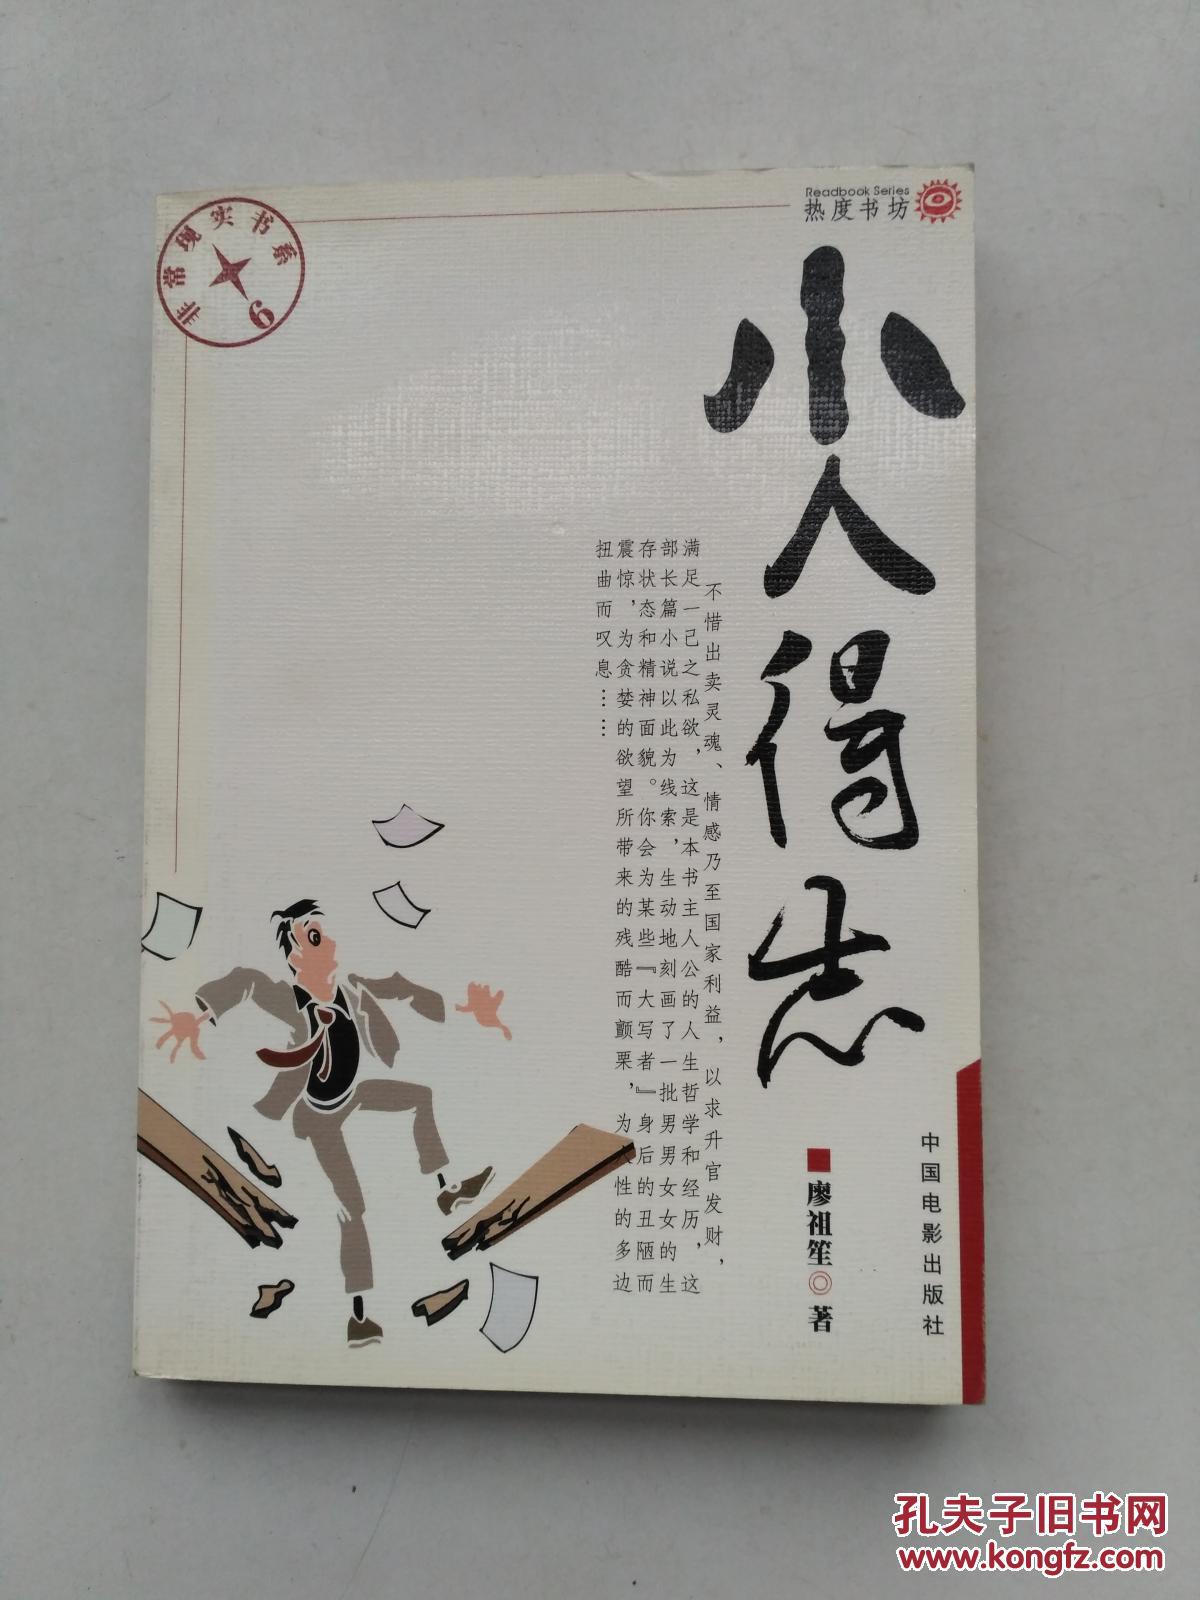 非常现实书系
6
Readbook Series
热度书坊
小人得志
不惜出卖灵魂、情感乃至国家利益，以求升官发财，
满足一己之私欲，这是本书主人公的人生哲学和经历，这
部长篇小说以此为线索，生动地刻画了一批男男女女的生
存状态和精神面貌。你会为某些『大写者』身后的丑陋而
震惊，为贪婪的欲望所带来的残酷而颤栗，为人性的多边
扭曲而叹息……
廖祖笙◎著
中国电影出版社
孔夫子旧书网
www.kongfz.com